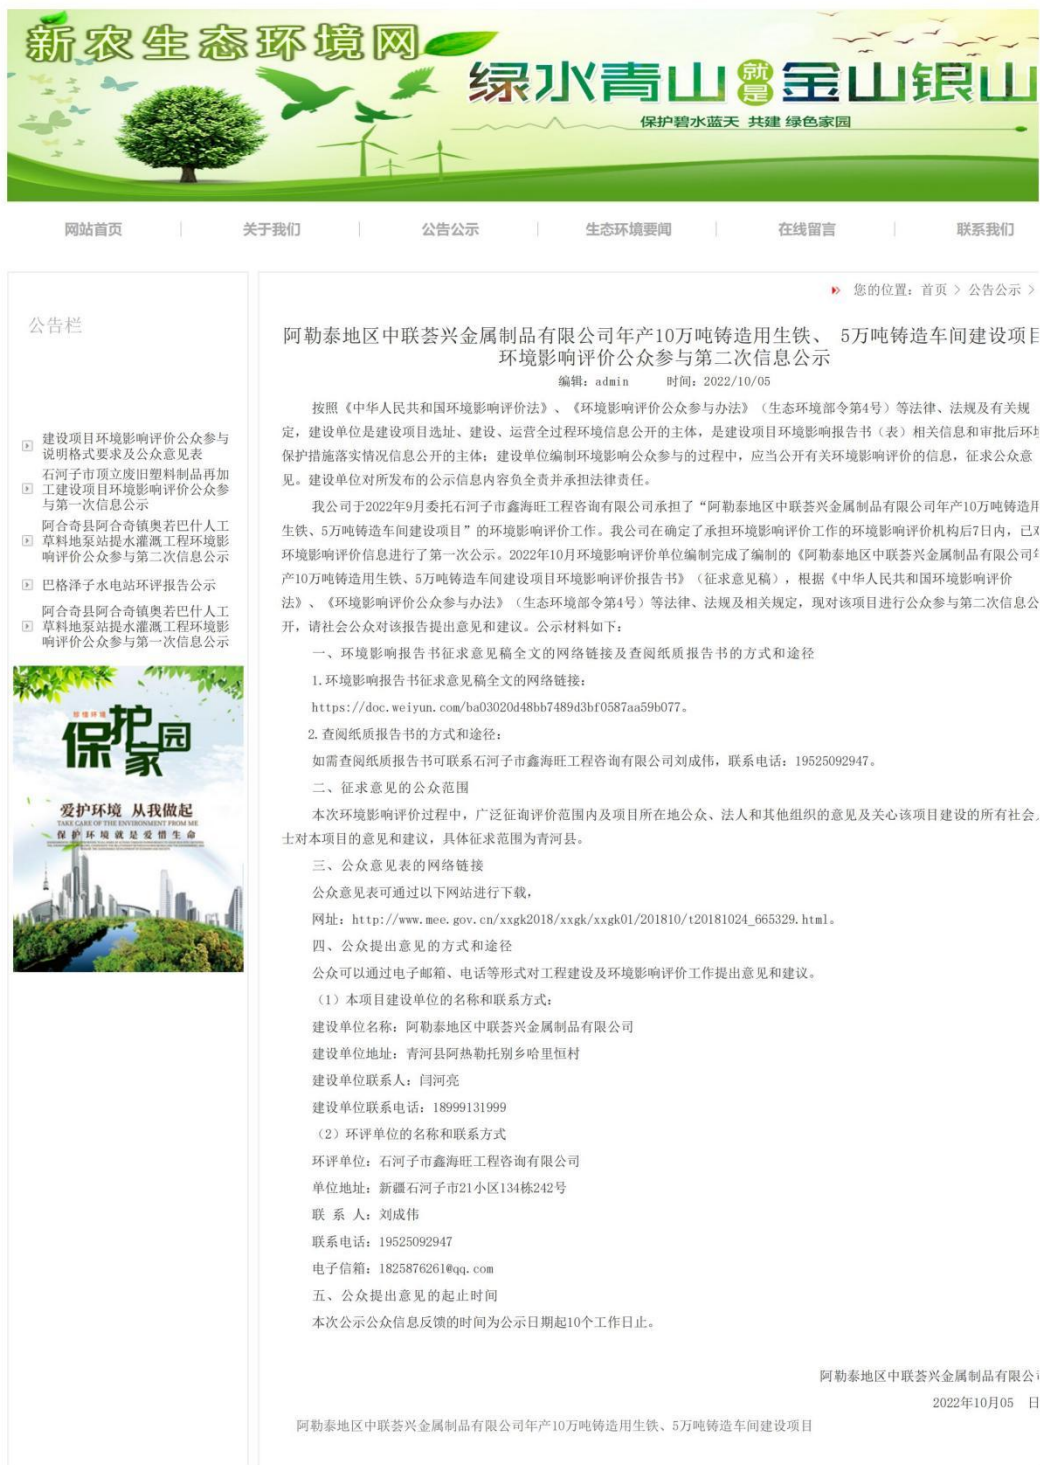 新农生态环境网
绿水青山就是金山银山
保护碧水蓝天 共建 绿色家园
网站首页
关于我们
公告公示
生态环境要闻
在线留言
联系我们
公告栏
建设项目环境影响评价公众参与
说明格式要求及公众意见表
石河子市顶立废旧塑料制品再加
工建设项目环境影响评价公众参
与第一次信息公示
阿合奇县阿合奇镇奥若巴什人工
草料地泵站提水灌溉工程环境影
响评价公众参与第二次信息公示
巴格泽子水电站环评报告公示
阿合奇县阿合奇镇奥若巴什人工
草料地泵站提水灌溉工程环境影
响评价公众参与第一次信息公示
珍惜环境
保护家园
爱护环境 从我做起
TAKE CARE OF THE ENVIRONMENT FROM ME
保护环境就是爱惜生命
您的位置：首页 > 公告公示 >
阿勒泰地区中联荟兴金属制品有限公司年产10万吨铸造用生铁、 5万吨铸造车间建设项目
环境影响评价公众参与第二次信息公示
编辑：admin 时间：2022/10/05
按照《中华人民共和国环境影响评价法》、《环境影响评价公众参与办法》（生态环境部令第4号）等法律、法规及有关规
定，建设单位是建设项目选址、建设、运营全过程环境信息公开的主体，是建设项目环境影响报告书（表）相关信息和审批后环境
保护措施落实情况信息公开的主体；建设单位编制环境影响公众参与的过程中，应当公开有关环境影响评价的信息，征求公众意
见。建设单位对所发布的公示信息内容负全责并承担法律责任。
我公司于2022年9月委托石河子市鑫海旺工程咨询有限公司承担了“阿勒泰地区中联荟兴金属制品有限公司年产10万吨铸造用
生铁、5万吨铸造车间建设项目”的环境影响评价工作。我公司在确定了承担环境影响评价工作的环境影响评价机构后7日内，已对
环境影响评价信息进行了第一次公示。2022年10月环境影响评价单位编制完成了编制的《阿勒泰地区中联荟兴金属制品有限公司年
产10万吨铸造用生铁、5万吨铸造车间建设项目环境影响评价报告书》（征求意见稿），根据《中华人民共和国环境影响评价
法》、《环境影响评价公众参与办法》（生态环境部令第4号）等法律、法规及相关规定，现对该项目进行公众参与第二次信息公
开，请社会公众对该报告提出意见和建议。公示材料如下：
一、环境影响报告书征求意见稿全文的网络链接及查阅纸质报告书的方式和途径
1.环境影响报告书征求意见稿全文的网络链接：
https://doc.weiyun.com/ba03020d48bb7489d3bf0587aa59b077。
2.查阅纸质报告书的方式和途径：
如需查阅纸质报告书可联系石河子市鑫海旺工程咨询有限公司刘成伟，联系电话：19525092947。
二、征求意见的公众范围
本次环境影响评价过程中，广泛征询评价范围内及项目所在地公众、法人和其他组织的意见及关心该项目建设的所有社会人
士对本项目的意见和建议，具体征求范围为青河县。
三、公众意见表的网络链接
公众意见表可通过以下网站进行下载，
网址：http://www.mee.gov.cn/xxgk2018/xxgk/xxgk01/201810/t20181024_665329.html。
四、公众提出意见的方式和途径
公众可以通过电子邮箱、电话等形式对工程建设及环境影响评价工作提出意见和建议。
（1）本项目建设单位的名称和联系方式：
建设单位名称：阿勒泰地区中联荟兴金属制品有限公司
建设单位地址：青河县阿热勒托别乡哈里恒村
建设单位联系人：闫河亮
建设单位联系电话：18999131999
（2）环评单位的名称和联系方式
环评单位：石河子市鑫海旺工程咨询有限公司
单位地址：新疆石河子市21小区134栋242号
联 系 人：刘成伟
联系电话：19525092947
电子信箱：1825876261@qq.com
五、公众提出意见的起止时间
本次公示公众信息反馈的时间为公示日期起10个工作日止。
阿勒泰地区中联荟兴金属制品有限公司
2022年10月05 日
阿勒泰地区中联荟兴金属制品有限公司年产10万吨铸造用生铁、5万吨铸造车间建设项目